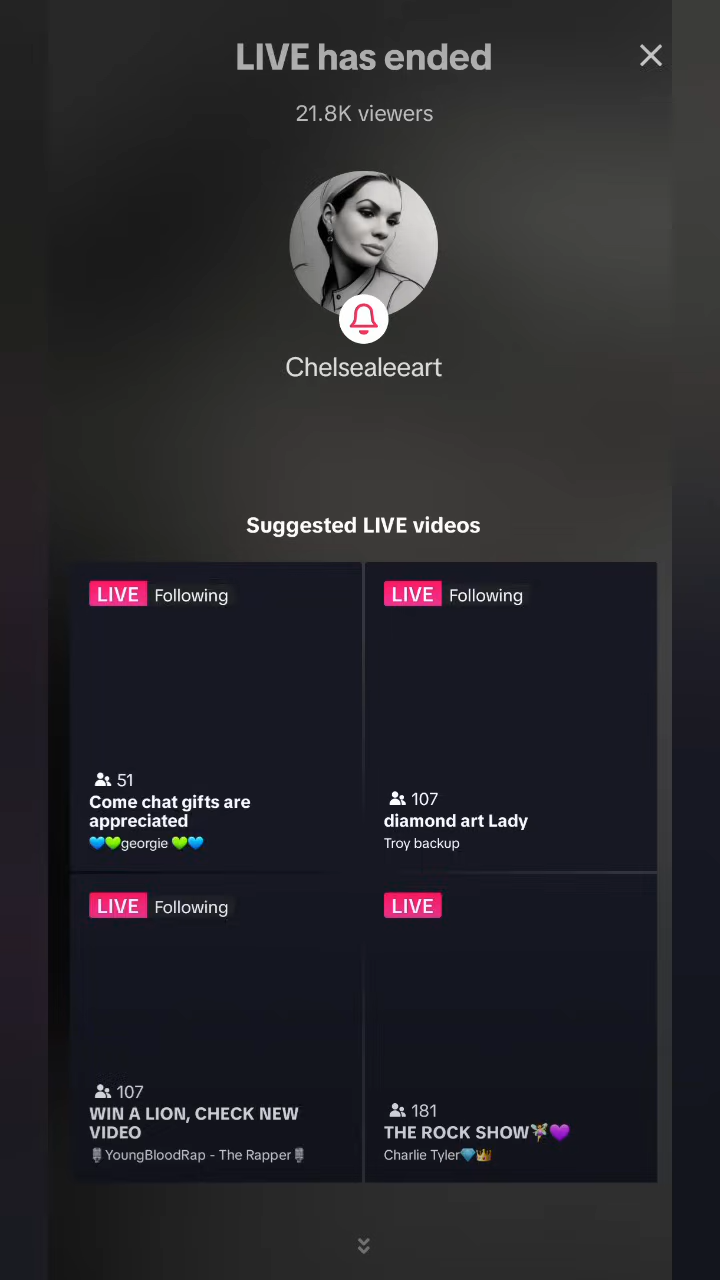 LIVE has ended
21.8K viewers
Chelsealeeart
Suggested LIVE videos
LIVE Following
51
Come chat gifts are
appreciated
💙💚georgie 💚💙
LIVE Following
107
diamond art Lady
Troy backup
LIVE Following
107
WIN A LION, CHECK NEW
VIDEO
🎙YoungBloodRap - The Rapper🎙
LIVE
181
THE ROCK SHOW🧚💜
Charlie Tyler💎👑